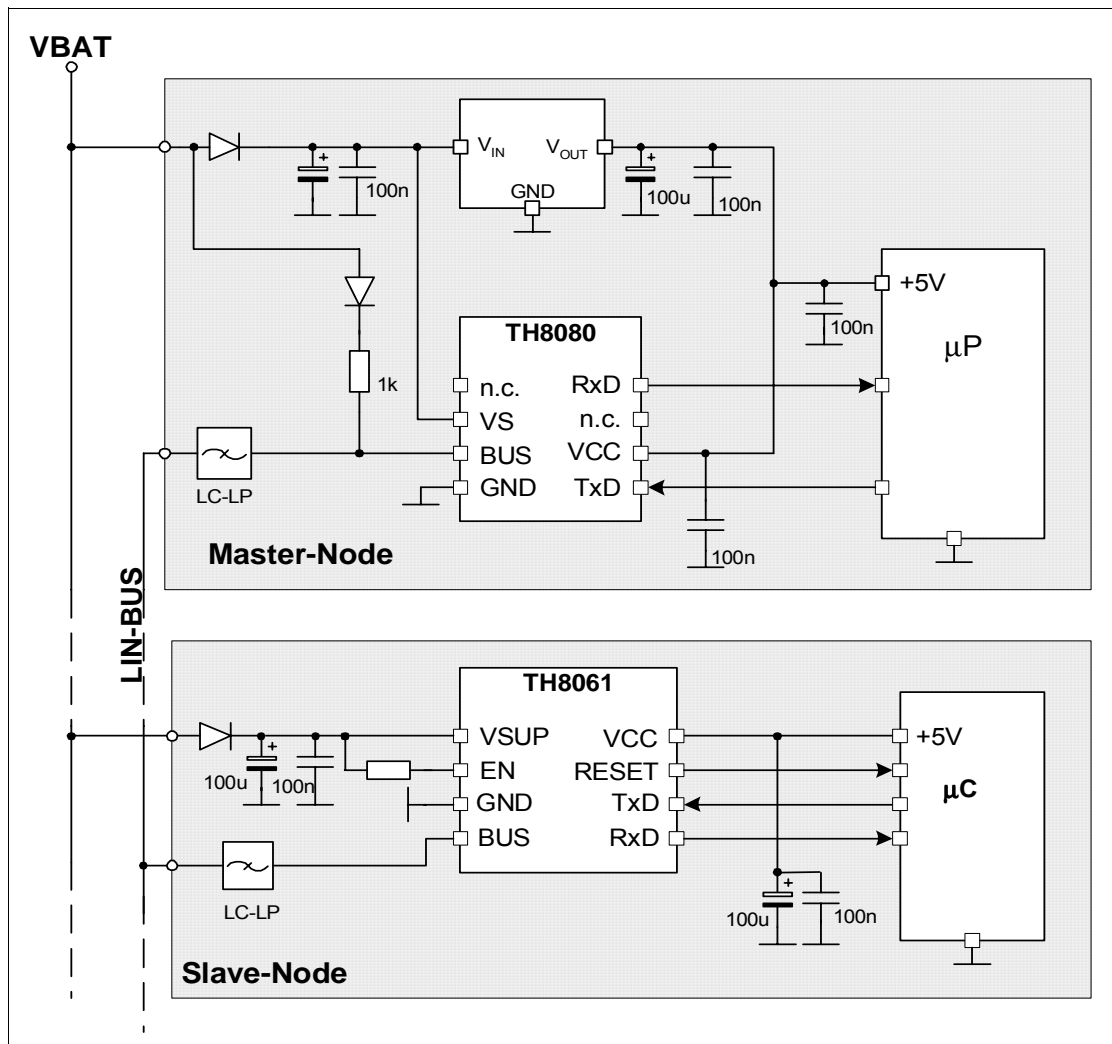 VBAT
VIN
VOUT
GND
+
100n
+
100u
100n
+5V
100n
µP
TH8080
1k
n.c.
RxD
VS
n.c.
BUS
VCC
GND
TxD
LC-LP
100n
Master-Node
LIN-BUS
TH8061
VSUP
VCC
+5V
+
100u
100n
EN
RESET
µC
GND
TxD
BUS
RxD
LC-LP
+
100u
100n
Slave-Node